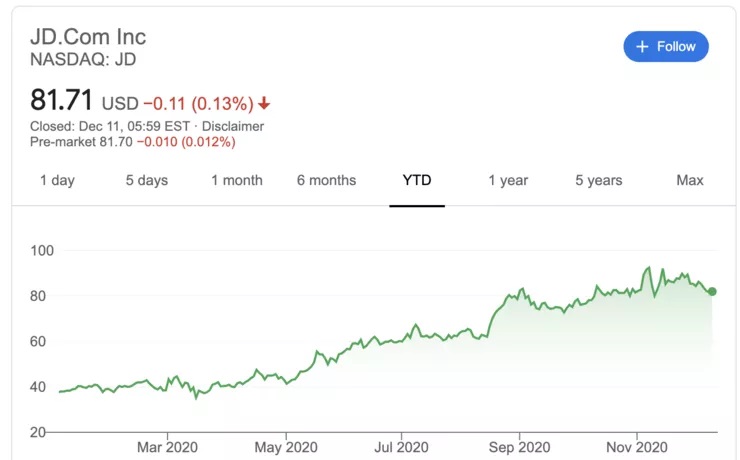 JD.Com Inc
NASDAQ: JD
+ Follow
81.71 USD −0.11 (0.13%) ↓
Closed: Dec 11, 05:59 EST · Disclaimer
Pre-market 81.70 −0.010 (0.012%)
1 day 5 days 1 month 6 months YTD 1 year 5 years Max
100
80
60
40
20
Mar 2020 May 2020 Jul 2020 Sep 2020 Nov 2020